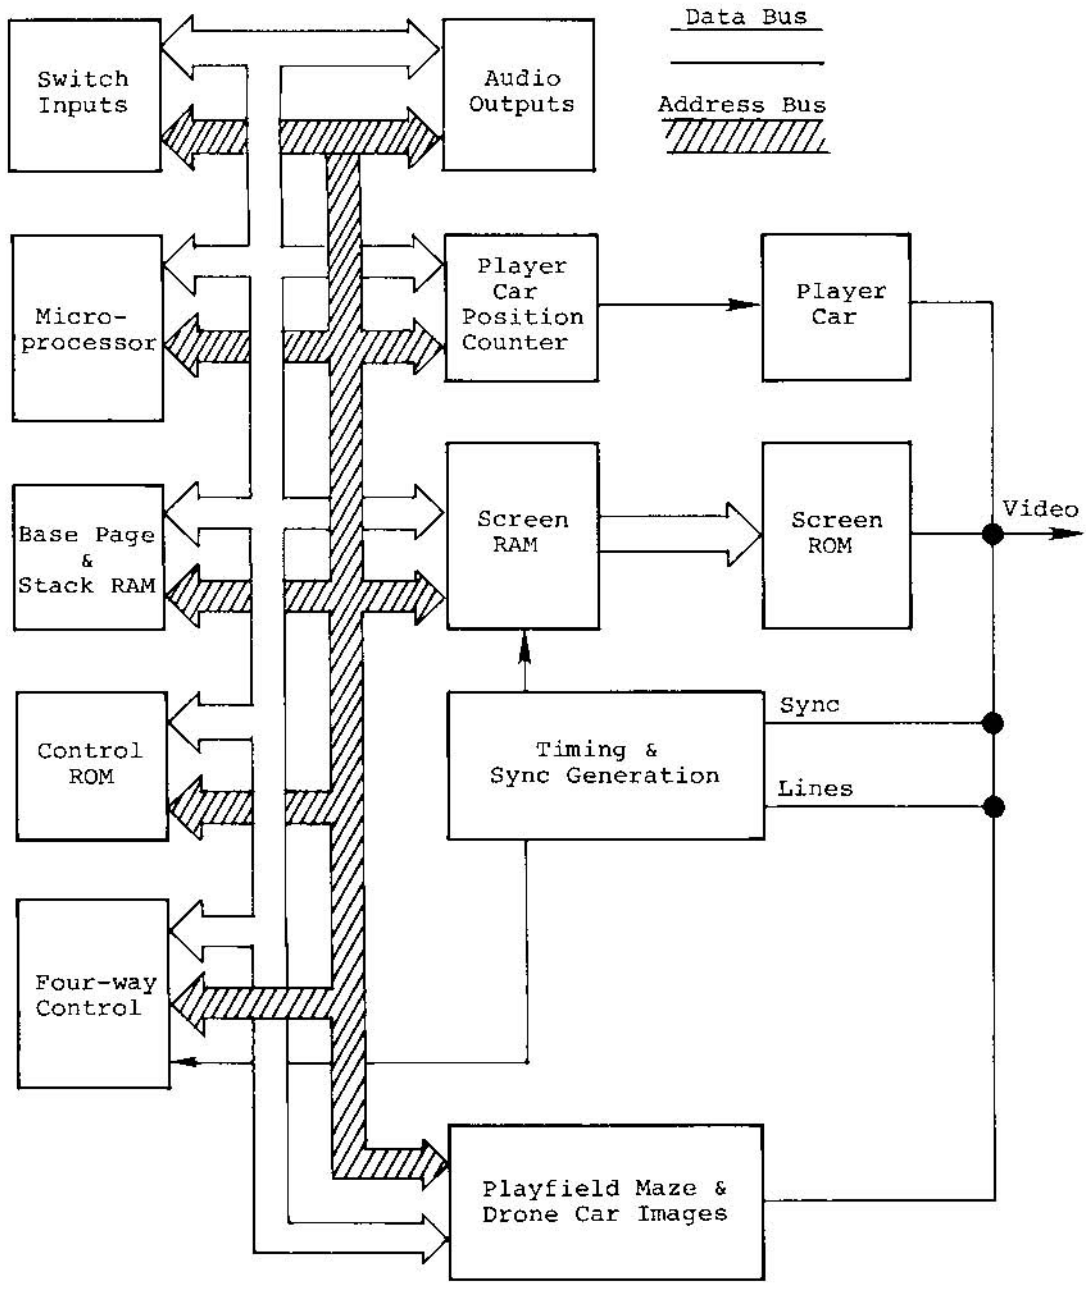 Data Bus
Switch
Inputs
Audio
Outputs
Address Bus
Micro-
processor
Player
Car
Position
Counter
Player
Car
Base Page
&
Stack RAM
Screen
RAM
Screen
ROM
Video
Control
ROM
Timing &
Sync Generation
Sync
Lines
Four-way
Control
Playfield Maze &
Drone Car Images